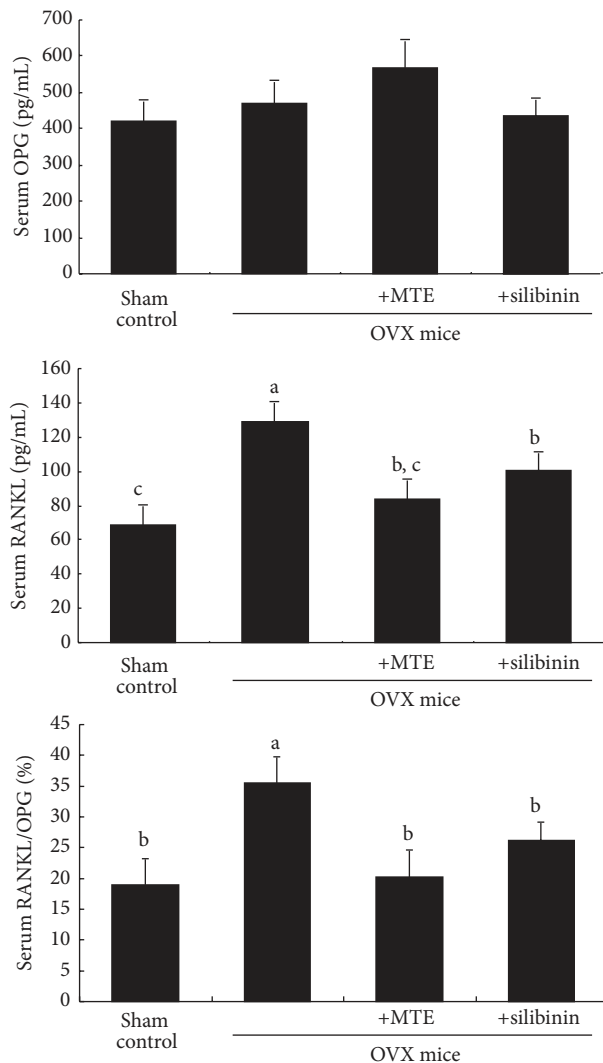 Serum OPG (pg/mL)
700
600
500
400
300
200
100
0
Sham
control
+MTE
+silibinin
OVX mice
Serum RANKL (pg/mL)
160
140
120
100
80
60
40
20
0
c
a
b, c
b
Sham
control
+MTE
+silibinin
OVX mice
Serum RANKL/OPG (%)
45
40
35
30
25
20
15
10
5
0
b
a
b
b
Sham
control
+MTE
+silibinin
OVX mice